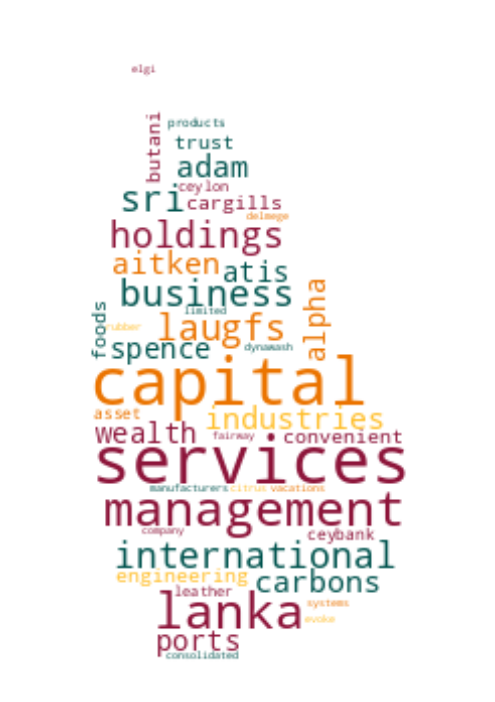 elgi
products
butani
trust
adam
ceylon
sri
cargills
delmege
holdings
aitken
atis
business
alpha
limited
foods
rubber
laugfs
spence
dynawash
capital
asset
industries
wealth
fairway
convenient
services
manufacturers
citrus
vacations
management
company
ceybank
international
engineering
carbons
leather
lanka
systems
evoke
ports
consolidated